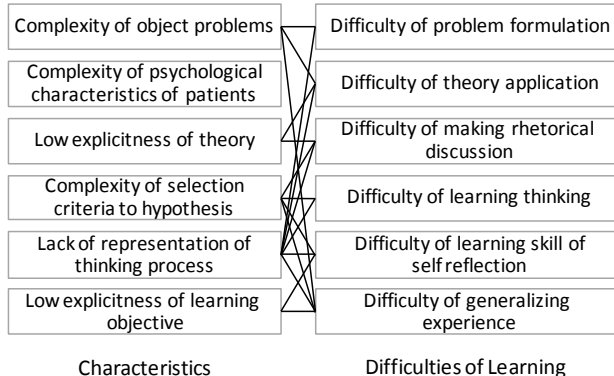 Complexity of object problems
Difficulty of problem formulation
Complexity of psychological
characteristics of patients
Difficulty of theory application
Low explicitness of theory
Difficulty of making rhetorical
discussion
Complexity of selection
criteria to hypothesis
Difficulty of learning thinking
Lack of representation of
thinking process
Difficulty of learning skill of
self reflection
Low explicitness of learning
objective
Difficulty of generalizing
experience
Characteristics
Difficulties of Learning